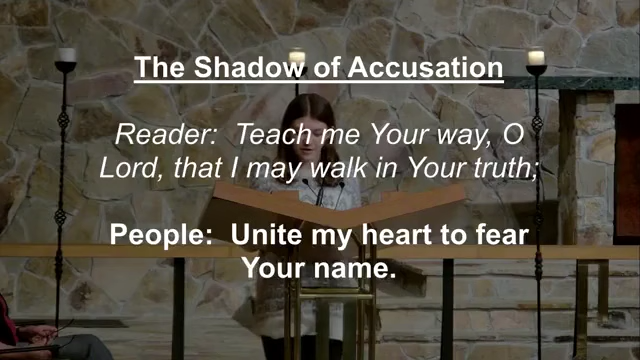 The Shadow of Accusation
Reader: Teach me Your way, O
Lord, that I may walk in Your truth;
People: Unite my heart to fear
Your name.